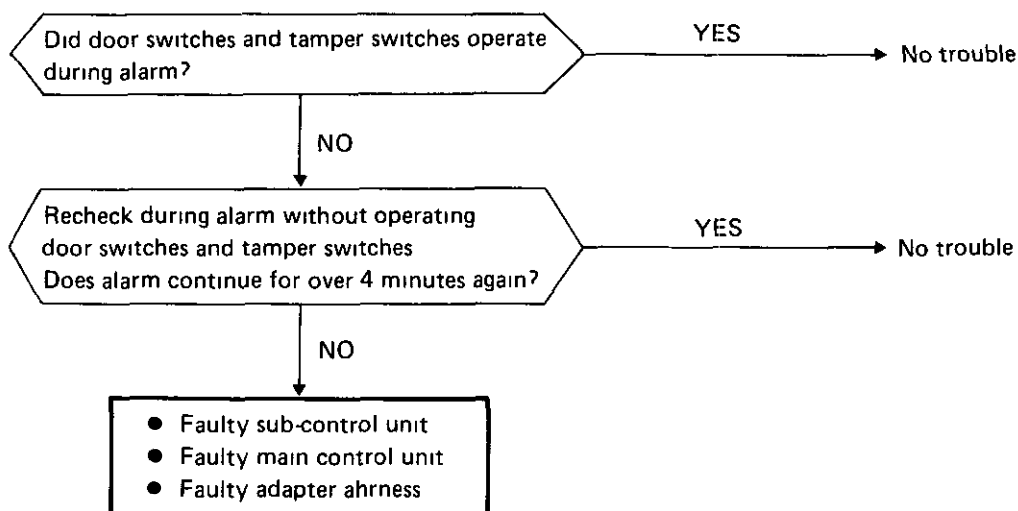 Did door switches and tamper switches operate
during alarm?
YES
No trouble
NO
Recheck during alarm without operating
door switches and tamper switches
Does alarm continue for over 4 minutes again?
YES
No trouble
NO
● Faulty sub-control unit
● Faulty main control unit
● Faulty adapter ahrness